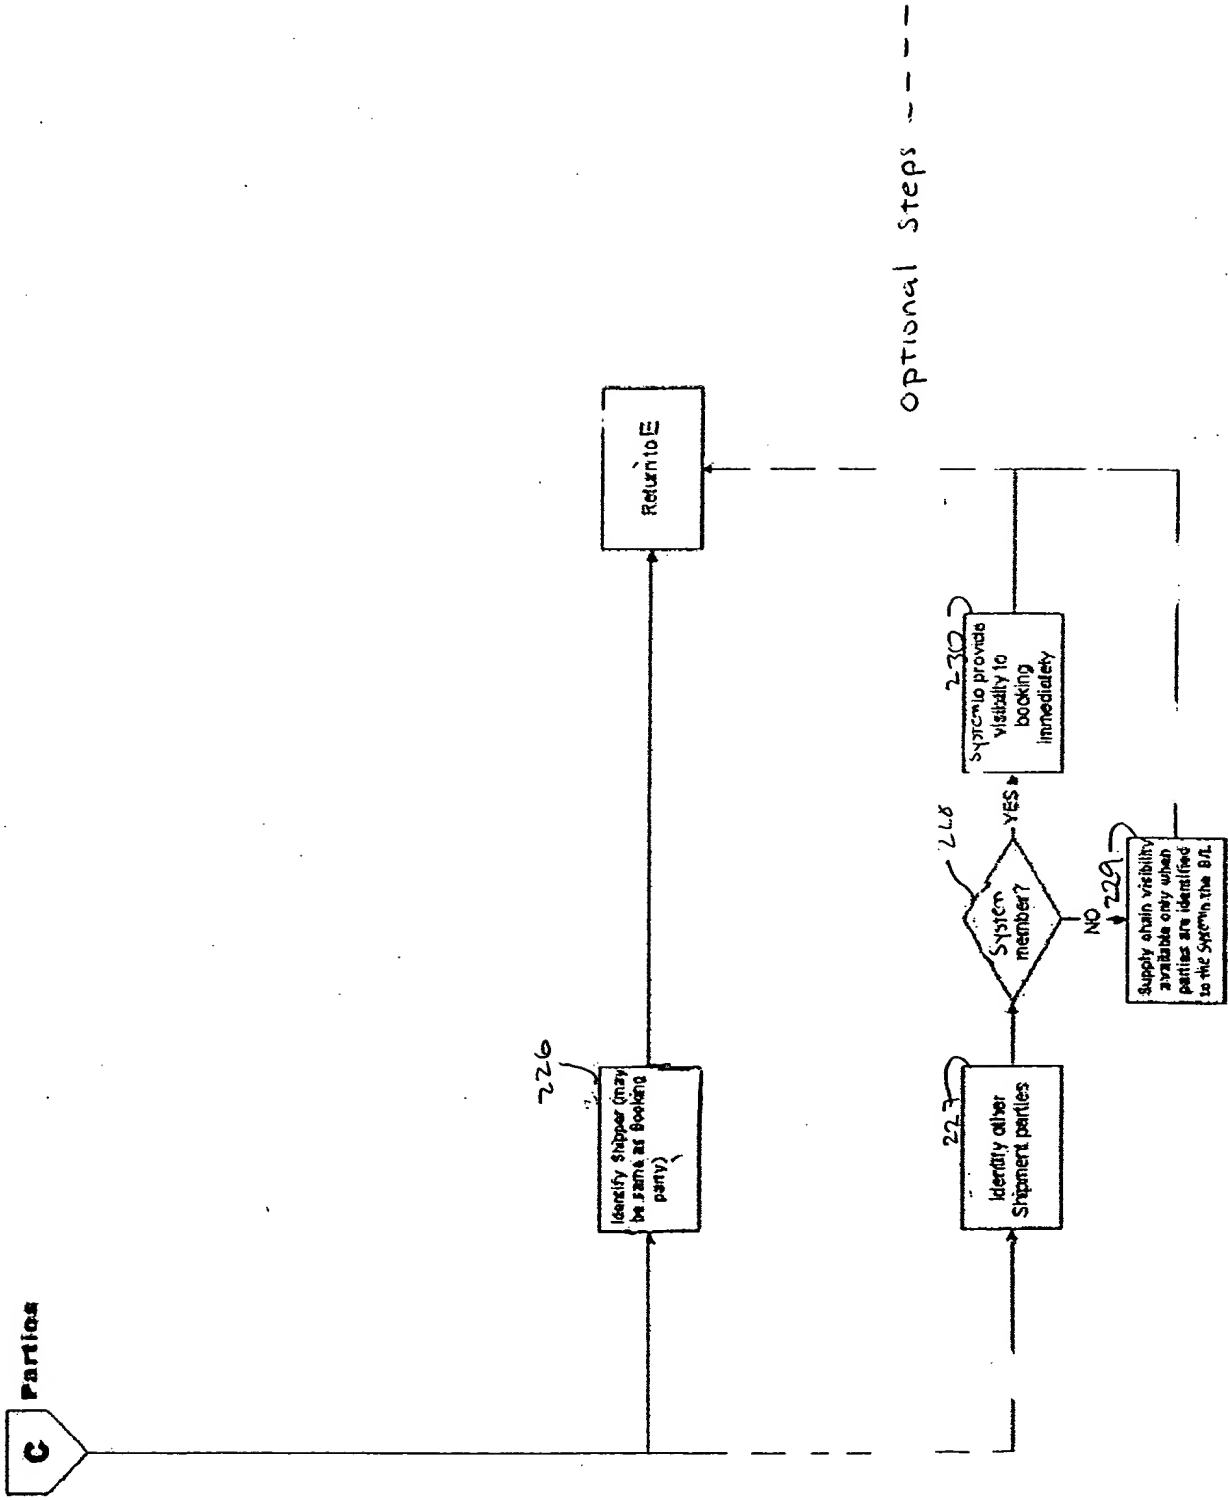 C Parties
226
Identify Shipper (may
be same as Booking
party)
Return to E
227
Identify other
Shipment parties
228
System
member?
YES
NO
230
System to provide
visibility to
booking
immediately
229
Supply chain visibility
available only when
parties are identified
to the system in the B/L
optional steps ----